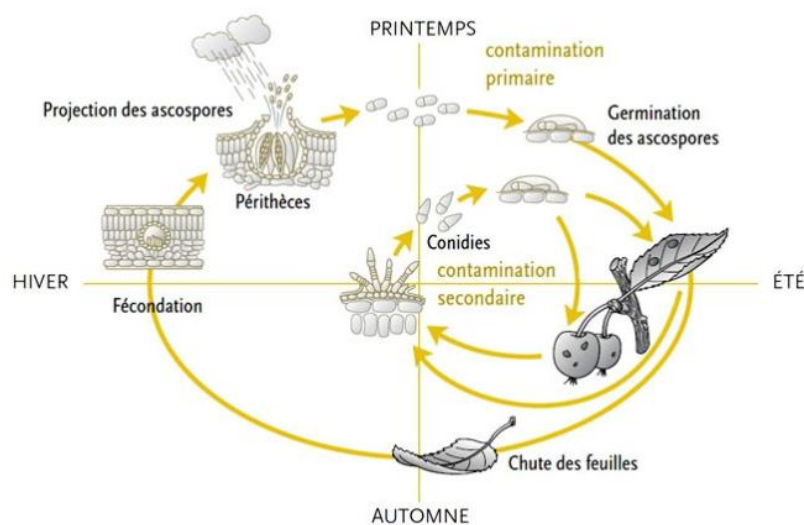 PRINTEMPS
contamination
primaire
Projection des ascospores
Germination
des ascospores
Périthèces
Conidies
contamination
secondaire
HIVER
ÉTÉ
Fécondation
Chute des feuilles
AUTOMNE